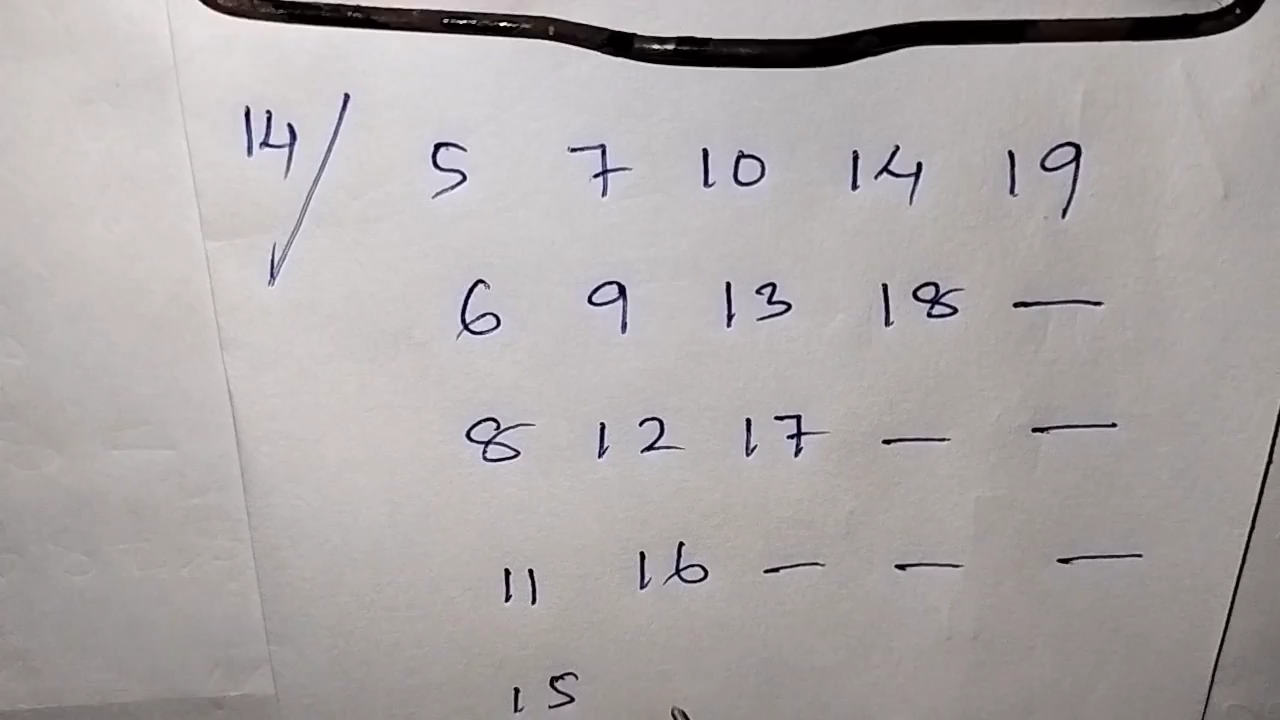 14/ 5 7 10 14 19
6 9 13 18 —
8 12 17 — —
11 16 — — —
15